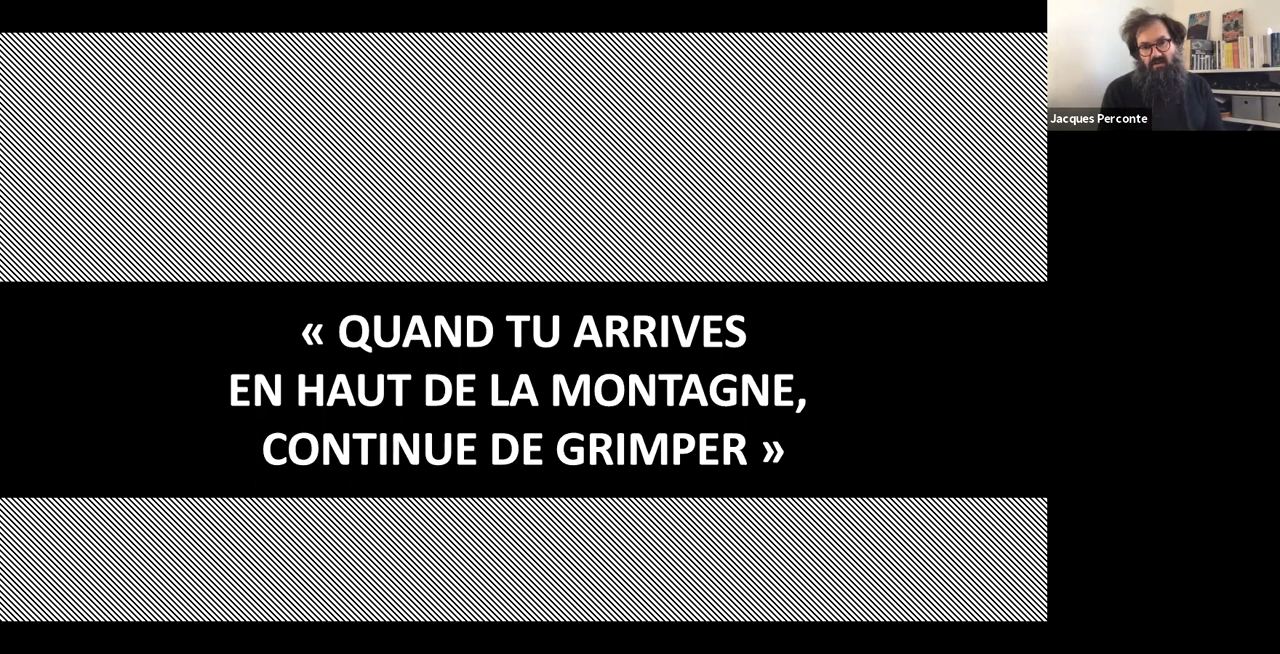 Jacques Perconte
« QUAND TU ARRIVES
EN HAUT DE LA MONTAGNE,
CONTINUE DE GRIMPER »